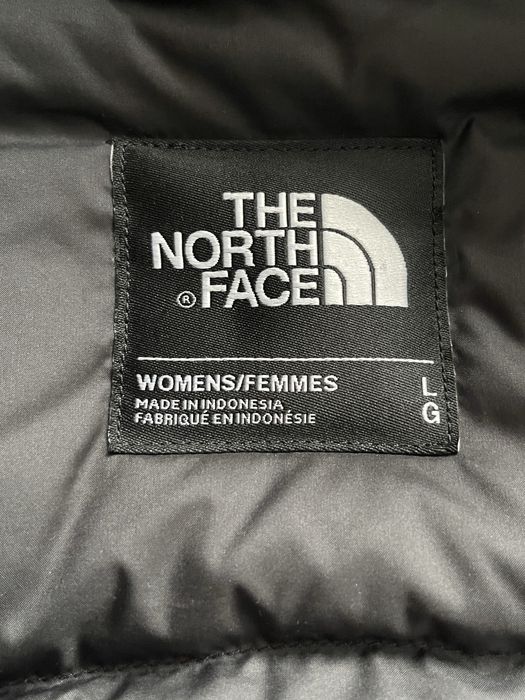 THE
NORTH
® FACE
WOMENS/FEMMES L
MADE IN INDONESIA
FABRIQUÉ EN INDONÉSIE G